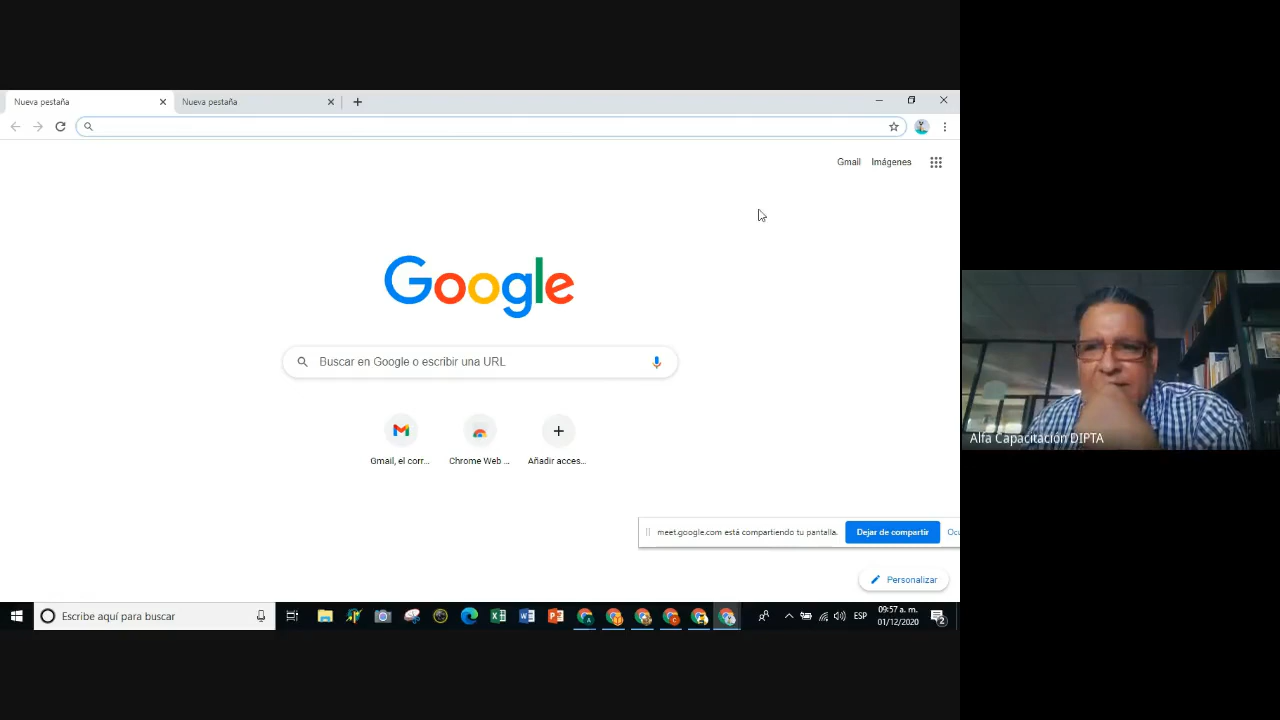 Nueva pestaña
Nueva pestaña
Gmail Imágenes
Google
Buscar en Google o escribir una URL
Gmail, el corr...
Chrome Web ...
Añadir acces...
meet.google.com está compartiendo tu pantalla.
Dejar de compartir
Ocu
Personalizar
Alfa Capacitación DIPTA
Escribe aquí para buscar
ESP
09:57 a. m.
01/12/2020
2